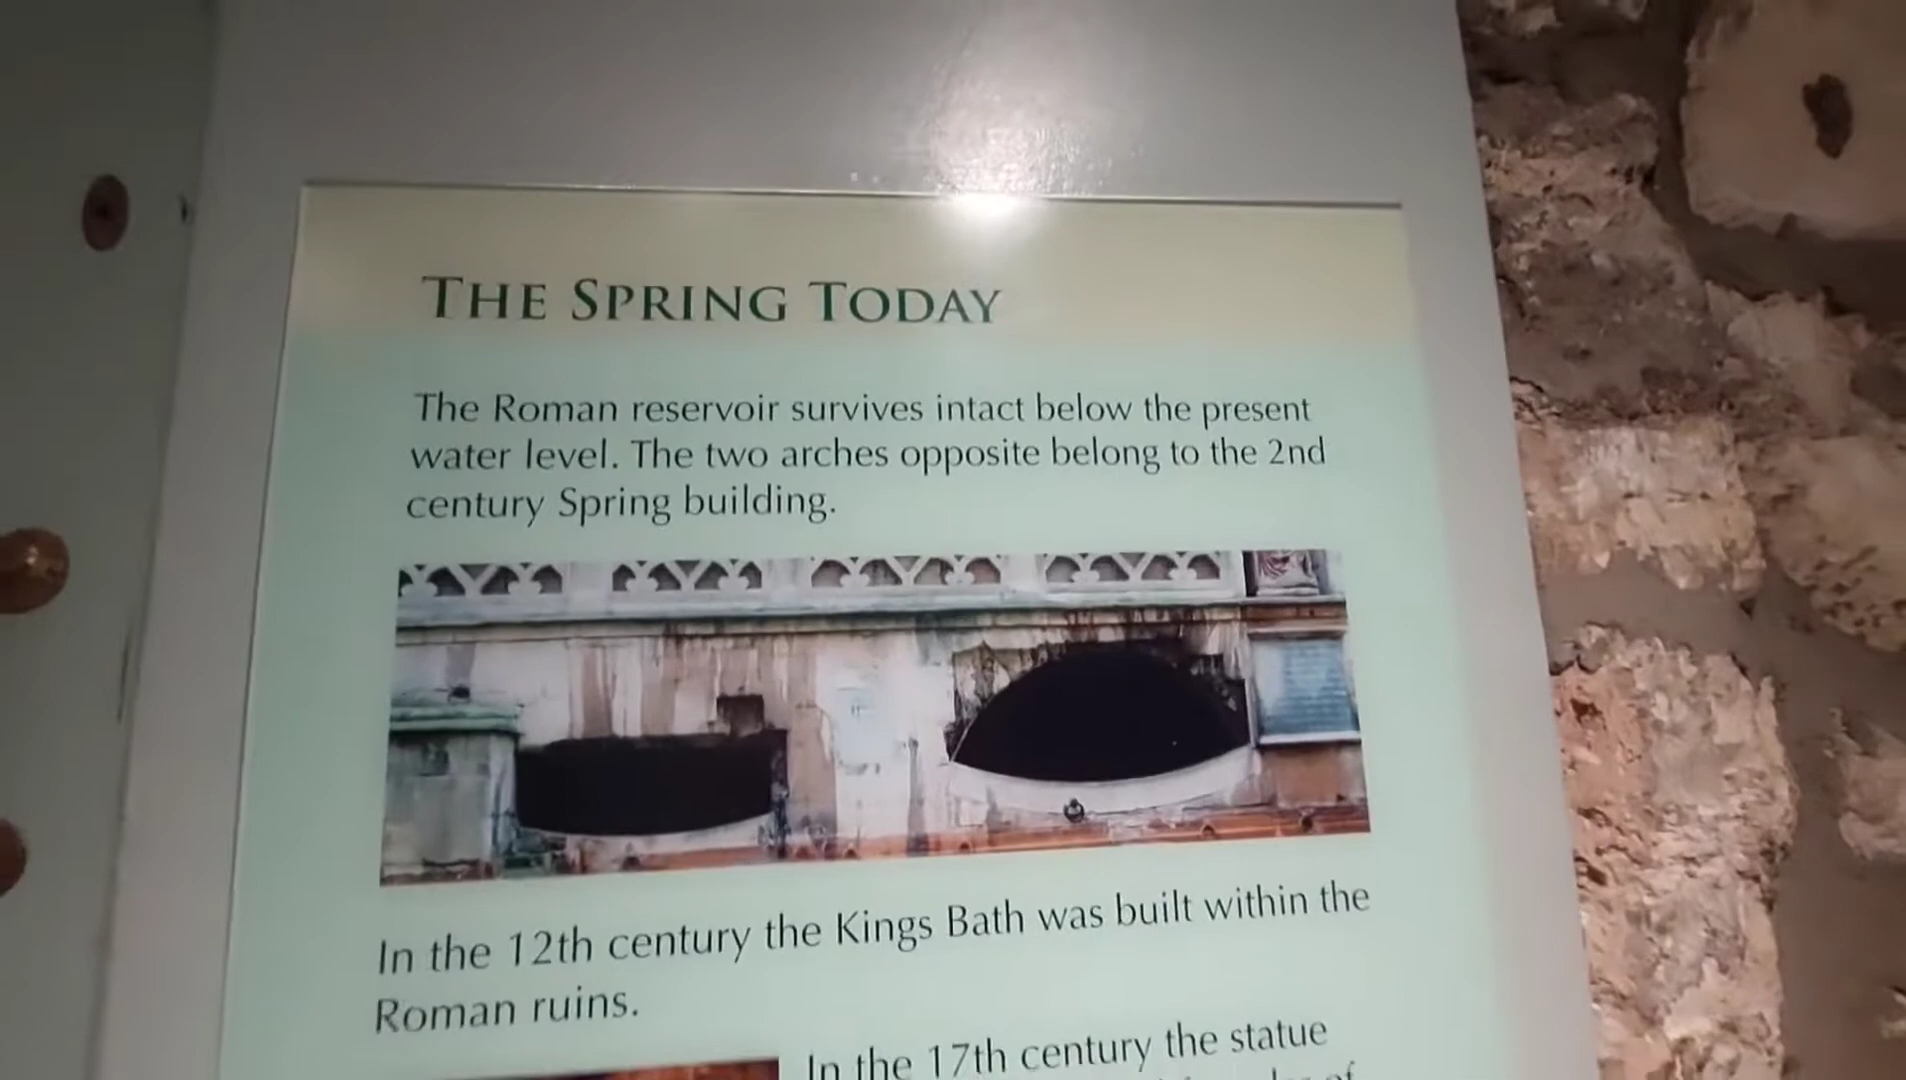 THE SPRING TODAY
The Roman reservoir survives intact below the present
water level. The two arches opposite belong to the 2nd
century Spring building.
In the 12th century the Kings Bath was built within the
Roman ruins.
In the 17th century the statue
of